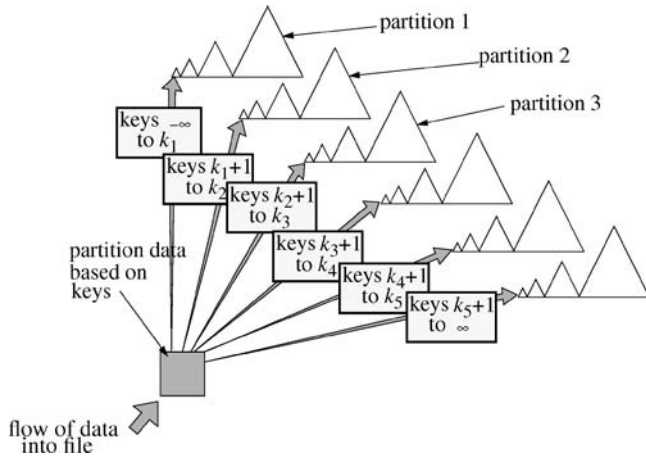 partition 1
partition 2
partition 3
keys −∞
to k₁
keys k₁+1
to k₂
keys k₂+1
to k₃
keys k₃+1
to k₄
keys k₄+1
to k₅
keys k₅+1
to ∞
partition data
based on
keys
flow of data
into file